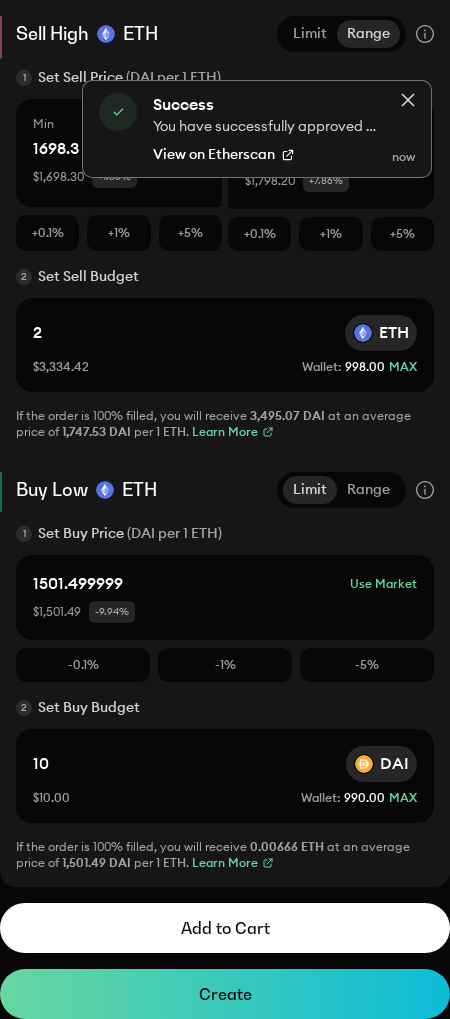 Sell High ETH Limit Range
1 Set Sell Price (DAI per 1 ETH)
Success
You have successfully approved ...
View on Etherscan
now
Min
1698.3
$1,698.30
$1,798.20 +7.86%
+0.1% +1% +5% +0.1% +1% +5%
2 Set Sell Budget
2 ETH
$3,334.42 Wallet: 998.00 MAX
If the order is 100% filled, you will receive 3,495.07 DAI at an average
price of 1,747.53 DAI per 1 ETH. Learn More
Buy Low ETH Limit Range
1 Set Buy Price (DAI per 1 ETH)
1501.499999 Use Market
$1,501.49 -9.94%
-0.1% -1% -5%
2 Set Buy Budget
10 DAI
$10.00 Wallet: 990.00 MAX
If the order is 100% filled, you will receive 0.00666 ETH at an average
price of 1,501.49 DAI per 1 ETH. Learn More
Add to Cart
Create